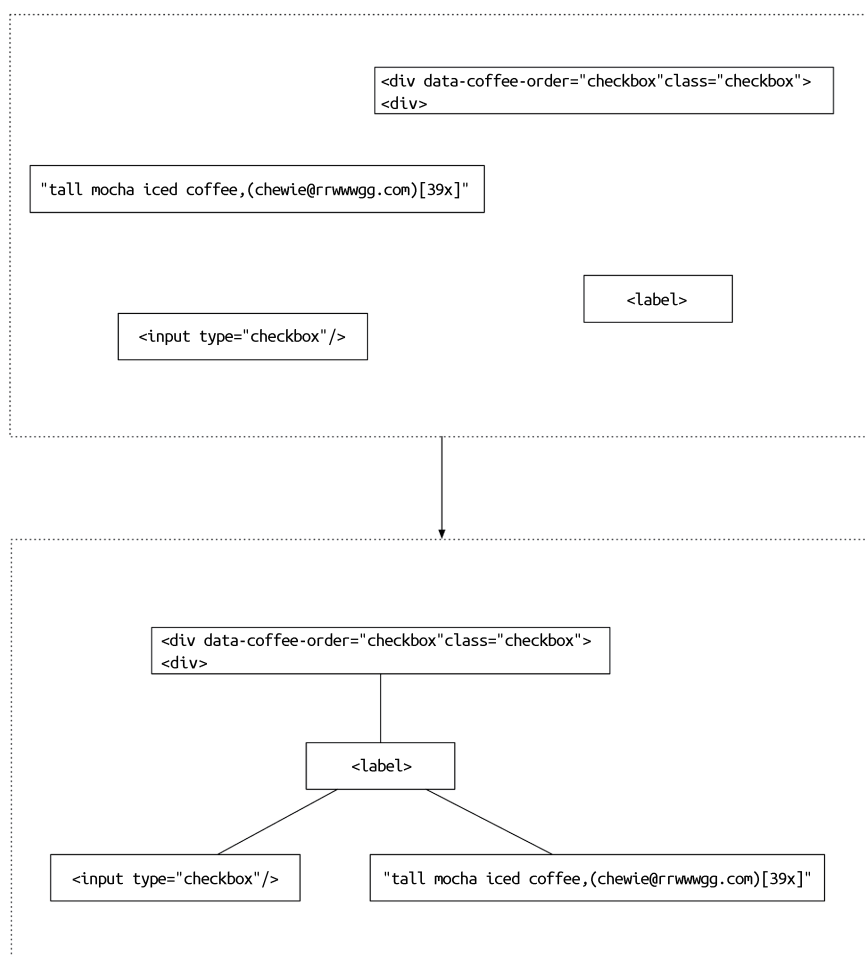 <div data-coffee-order="checkbox"class="checkbox">
<div>
"tall mocha iced coffee,(chewie@rrwwwgg.com)[39x]"
<label>
<input type="checkbox"/>
<div data-coffee-order="checkbox"class="checkbox">
<div>
<label>
<input type="checkbox"/>
"tall mocha iced coffee,(chewie@rrwwwgg.com)[39x]"